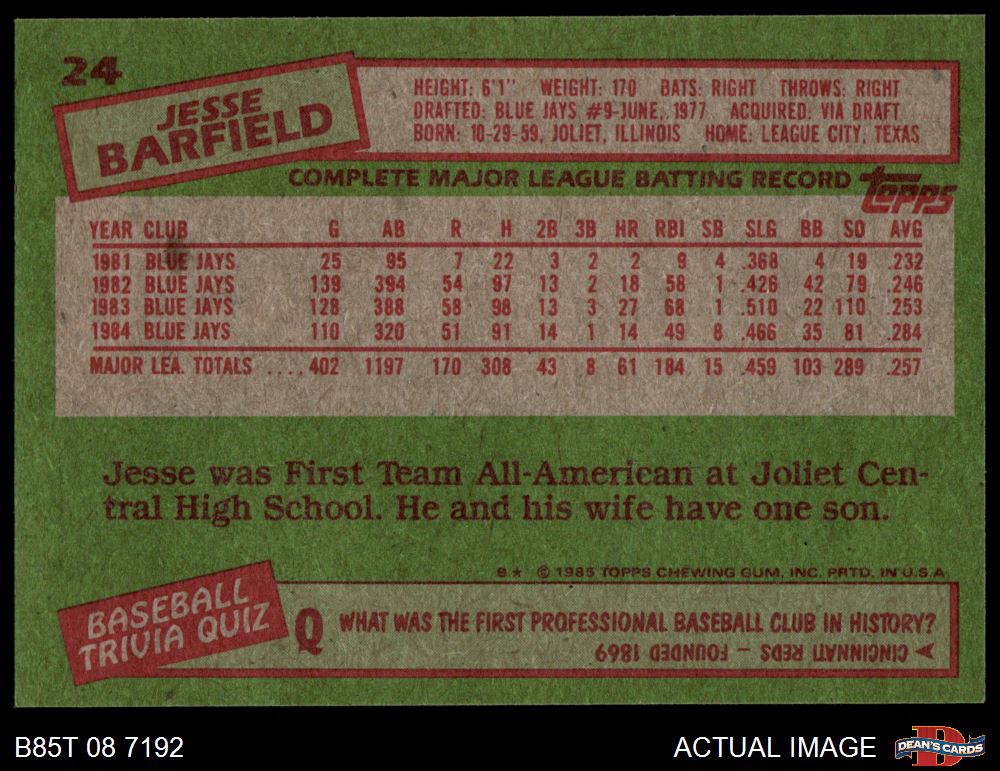 24
JESSE
BARFIELD
HEIGHT: 6'1" WEIGHT: 170 BATS: RIGHT THROWS: RIGHT
DRAFTED: BLUE JAYS #9-JUNE, 1977 ACQUIRED: VIA DRAFT
BORN: 10-29-59, JOLIET, ILLINOIS HOME: LEAGUE CITY, TEXAS
COMPLETE MAJOR LEAGUE BATTING RECORD topps
YEAR CLUB G AB R H 2B 3B HR RBI SB SLG BB SO AVG
1981 BLUE JAYS 25 95 7 22 3 2 2 9 4 .368 4 19 .232
1982 BLUE JAYS 139 394 54 97 13 2 18 58 1 .426 42 79 .246
1983 BLUE JAYS 128 388 58 98 13 3 27 68 1 .510 22 110 .253
1984 BLUE JAYS 110 320 51 91 14 1 14 49 8 .466 35 81 .284
MAJOR LEA. TOTALS ....402 1197 170 308 43 8 61 184 15 .459 103 289 .257
Jesse was First Team All-American at Joliet Cen-
tral High School. He and his wife have one son.
B★ © 1985 TOPPS CHEWING GUM, INC. PRTD. IN U.S.A.
BASEBALL
TRIVIA QUIZ
Q WHAT WAS THE FIRST PROFESSIONAL BASEBALL CLUB IN HISTORY?
CINCINNATI REDS – FOUNDED 1869
B85T 08 7192
ACTUAL IMAGE
D
DEAN'S CARDS